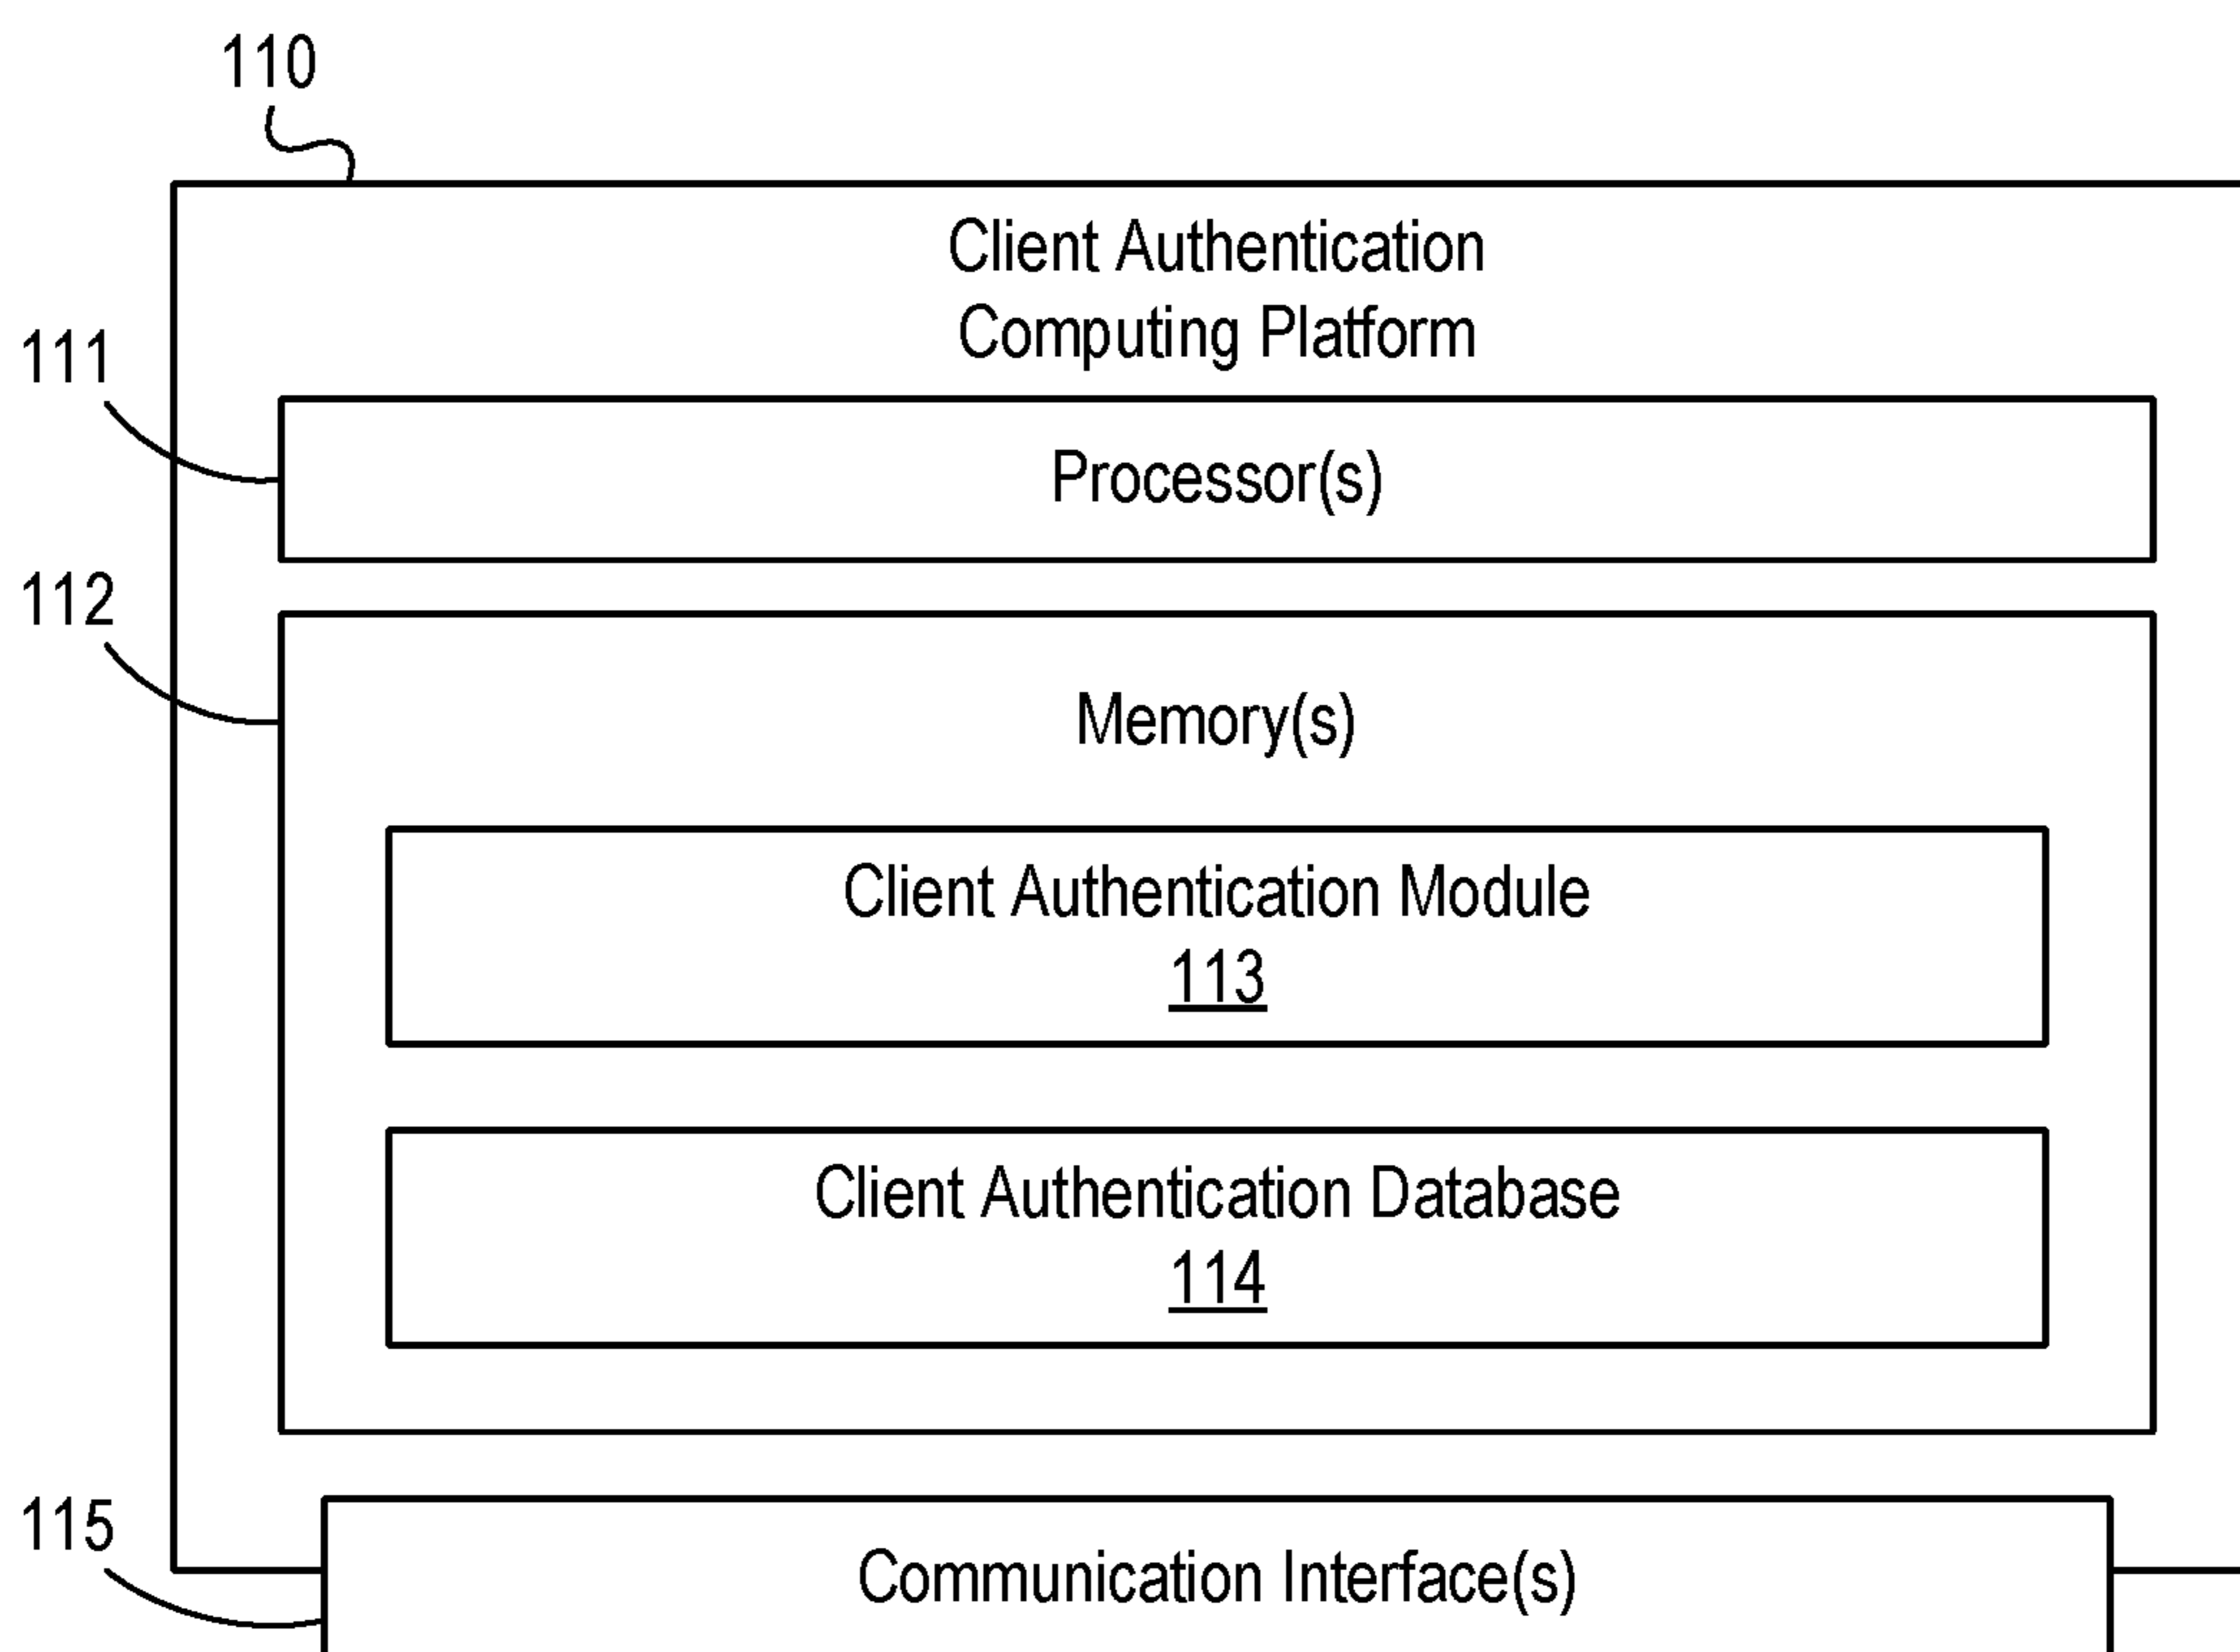 110
Client Authentication
Computing Platform
111
Processor(s)
112
Memory(s)
Client Authentication Module
113
Client Authentication Database
114
115
Communication Interface(s)